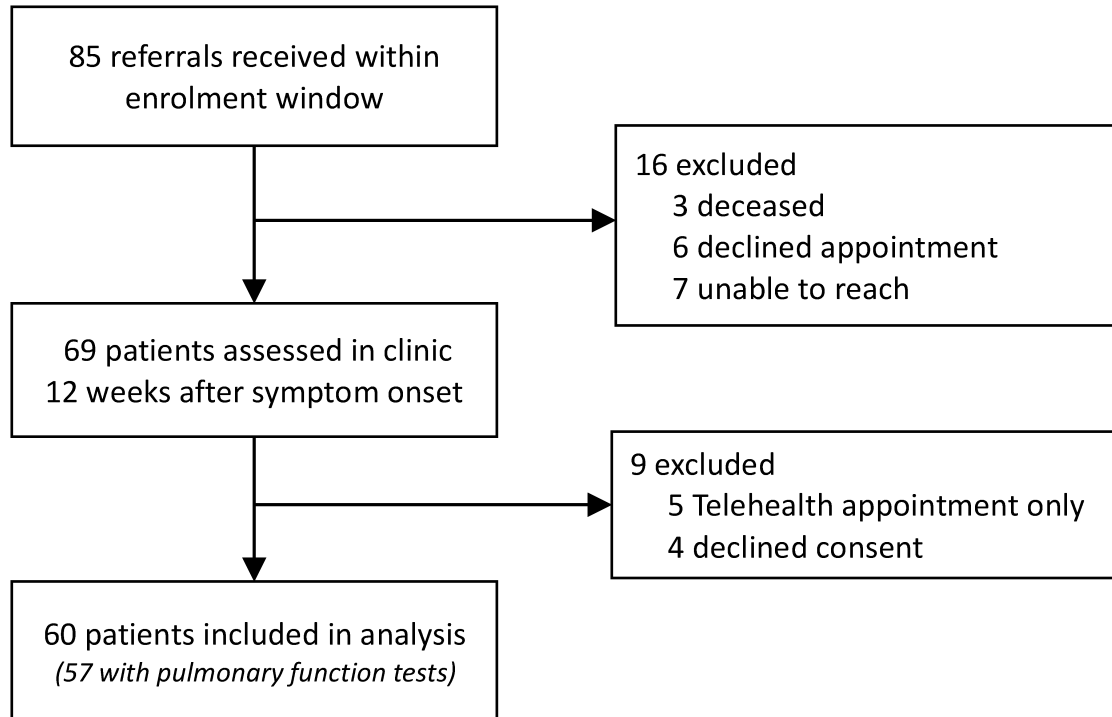 85 referrals received within
enrolment window
16 excluded
3 deceased
6 declined appointment
7 unable to reach
69 patients assessed in clinic
12 weeks after symptom onset
9 excluded
5 Telehealth appointment only
4 declined consent
60 patients included in analysis
(57 with pulmonary function tests)